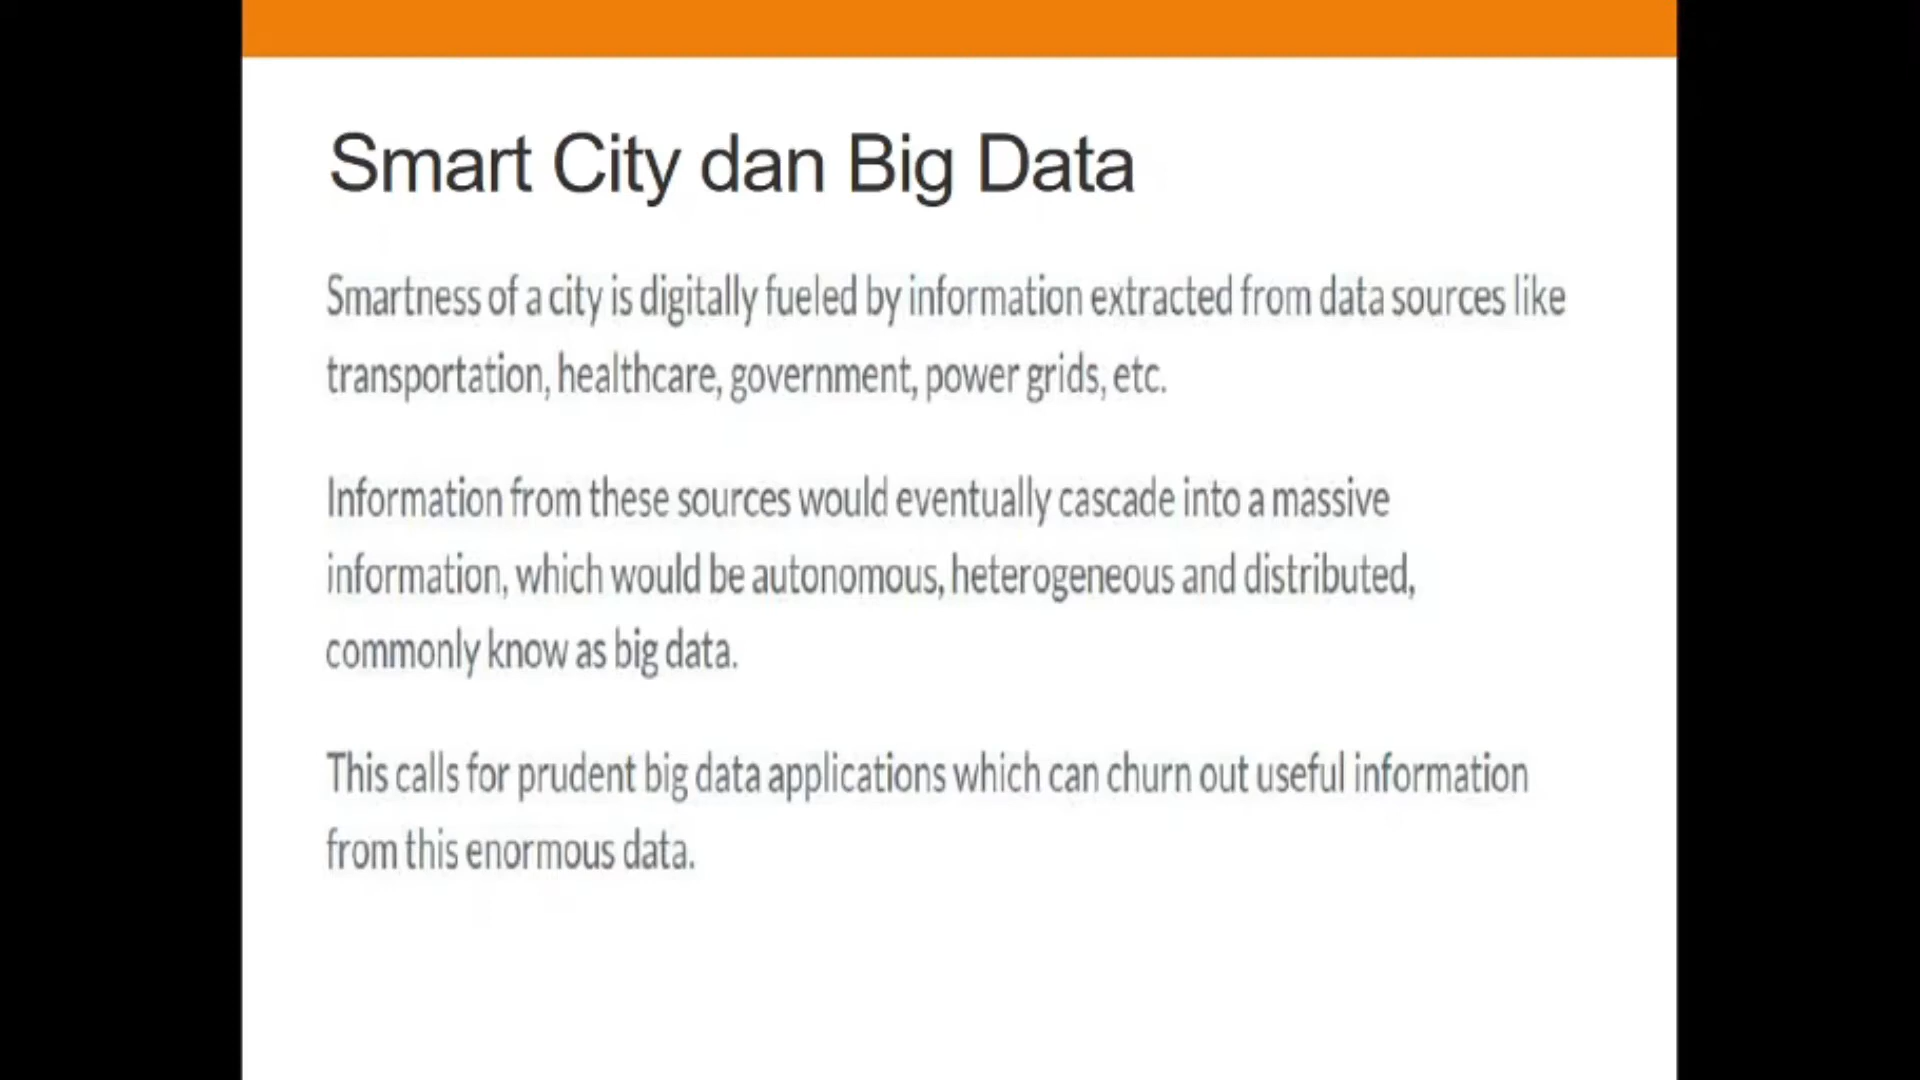 Smart City dan Big Data
Smartness of a city is digitally fueled by information extracted from data sources like
transportation, healthcare, government, power grids, etc.
Information from these sources would eventually cascade into a massive
information, which would be autonomous, heterogeneous and distributed,
commonly know as big data.
This calls for prudent big data applications which can churn out useful information
from this enormous data.